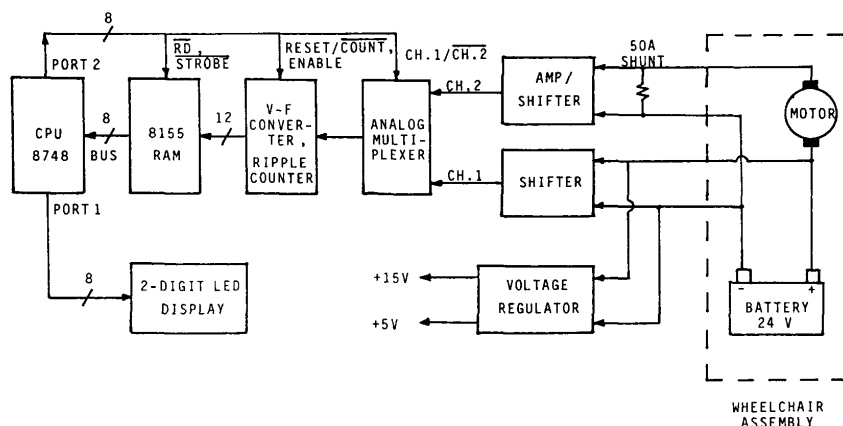 8
PORT 2
RD,
STROBE
RESET/COUNT,
ENABLE
CH.1/CH.2
50A
SHUNT
CPU
8748
8
BUS
8155
RAM
12
V-F
CONVER-
TER,
RIPPLE
COUNTER
ANALOG
MULTI-
PLEXER
CH.2
AMP/
SHIFTER
MOTOR
CH.1
SHIFTER
PORT 1
8
2-DIGIT LED
DISPLAY
+15V
+5V
VOLTAGE
REGULATOR
- +
BATTERY
24 V
WHEELCHAIR
ASSEMBLY